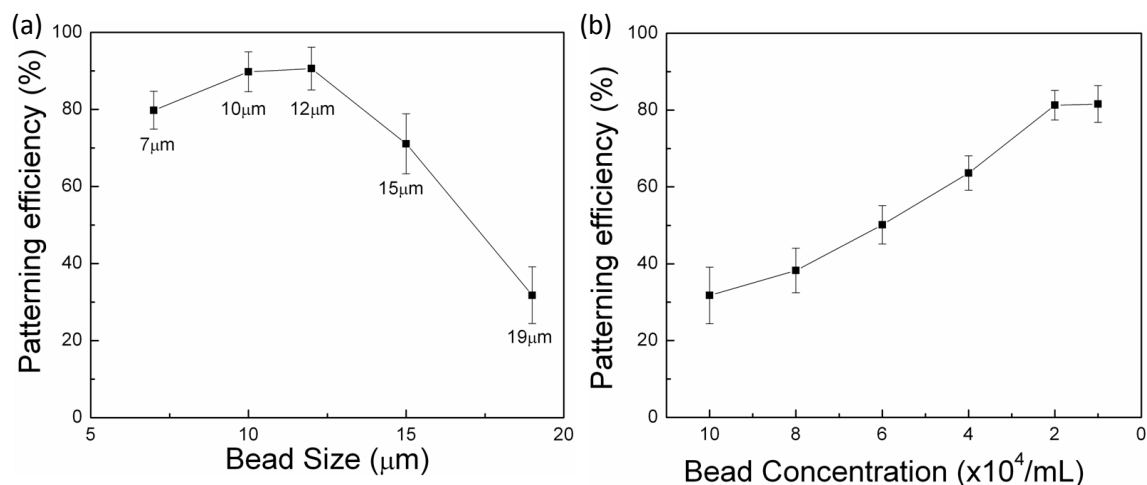 (a)
Patterning efficiency (%)
100
80
60
40
20
0
7μm
10μm
12μm
15μm
19μm
5
10
15
20
Bead Size (μm)
(b)
Patterning efficiency (%)
100
80
60
40
20
0
10
8
6
4
2
0
Bead Concentration (x10⁴/mL)